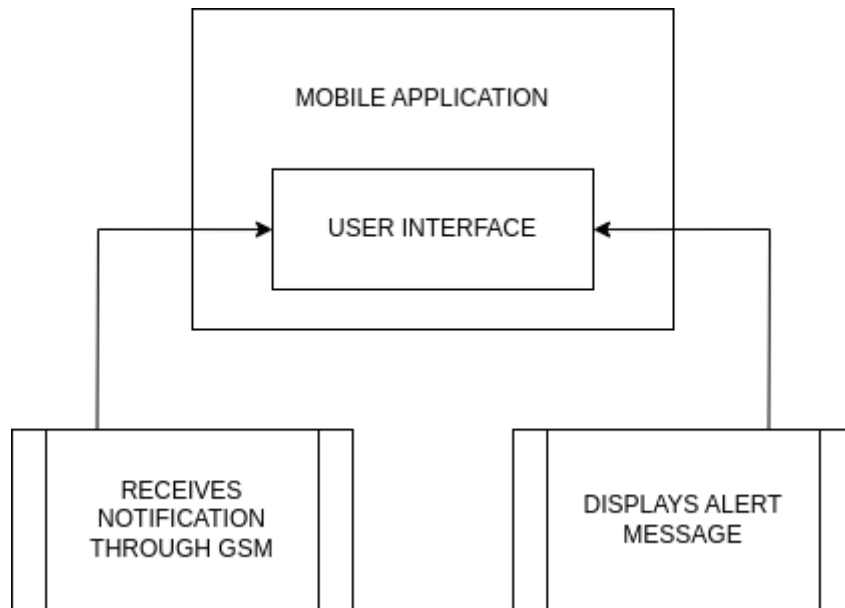 MOBILE APPLICATION
USER INTERFACE
RECEIVES
NOTIFICATION
THROUGH GSM
DISPLAYS ALERT
MESSAGE